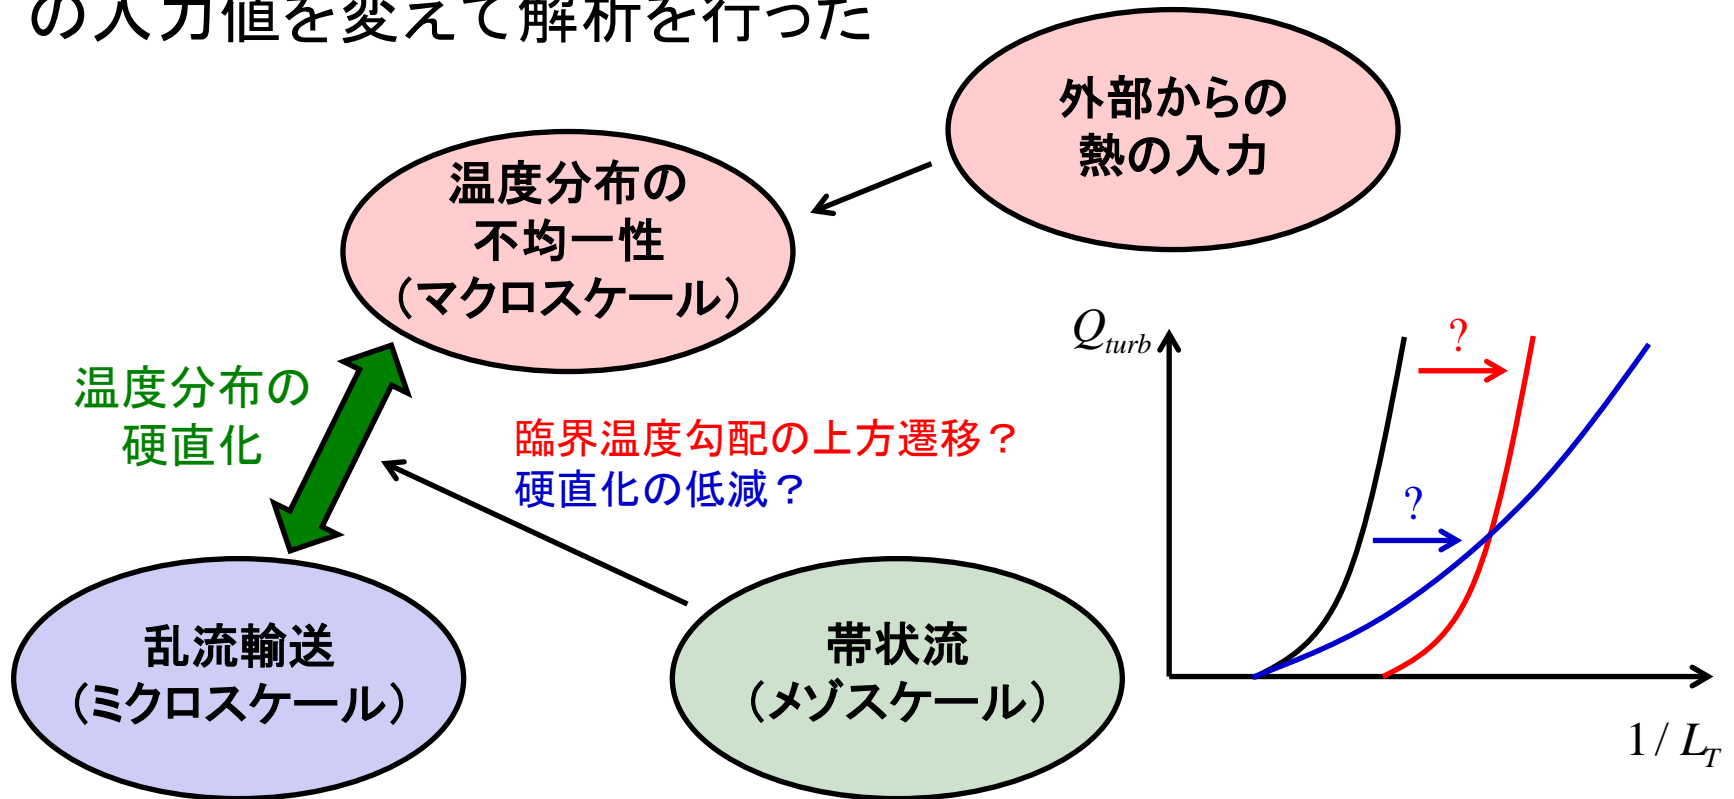 の入力値を変えて解析を行った
外部からの
熱の入力
温度分布の
不均一性
（マクロスケール）
温度分布の
硬直化
臨界温度勾配の上方遷移？
硬直化の低減？
乱流輸送
（ミクロスケール）
帯状流
（メゾスケール）
Q_turb
?
?
1 / L_T